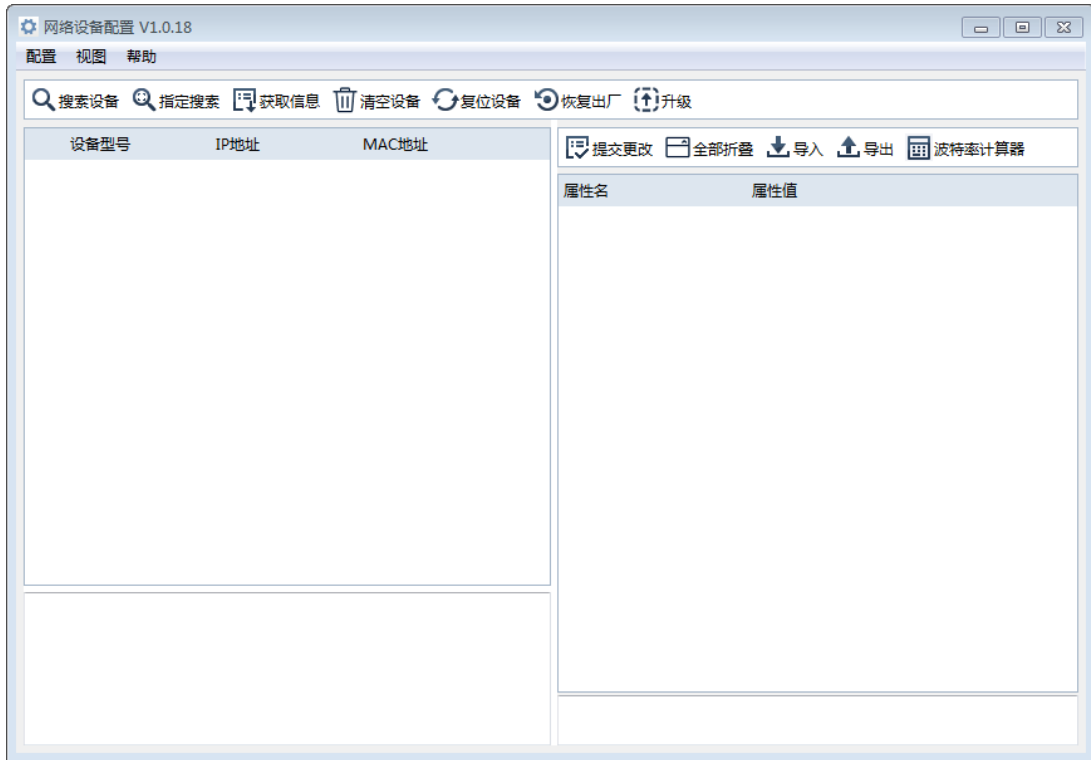 网络设备配置 V1.0.18
配置 视图 帮助
搜索设备 指定搜索 获取信息 清空设备 复位设备 恢复出厂 升级
设备型号 IP地址 MAC地址
提交更改 全部折叠 导入 导出 波特率计算器
属性名 属性值